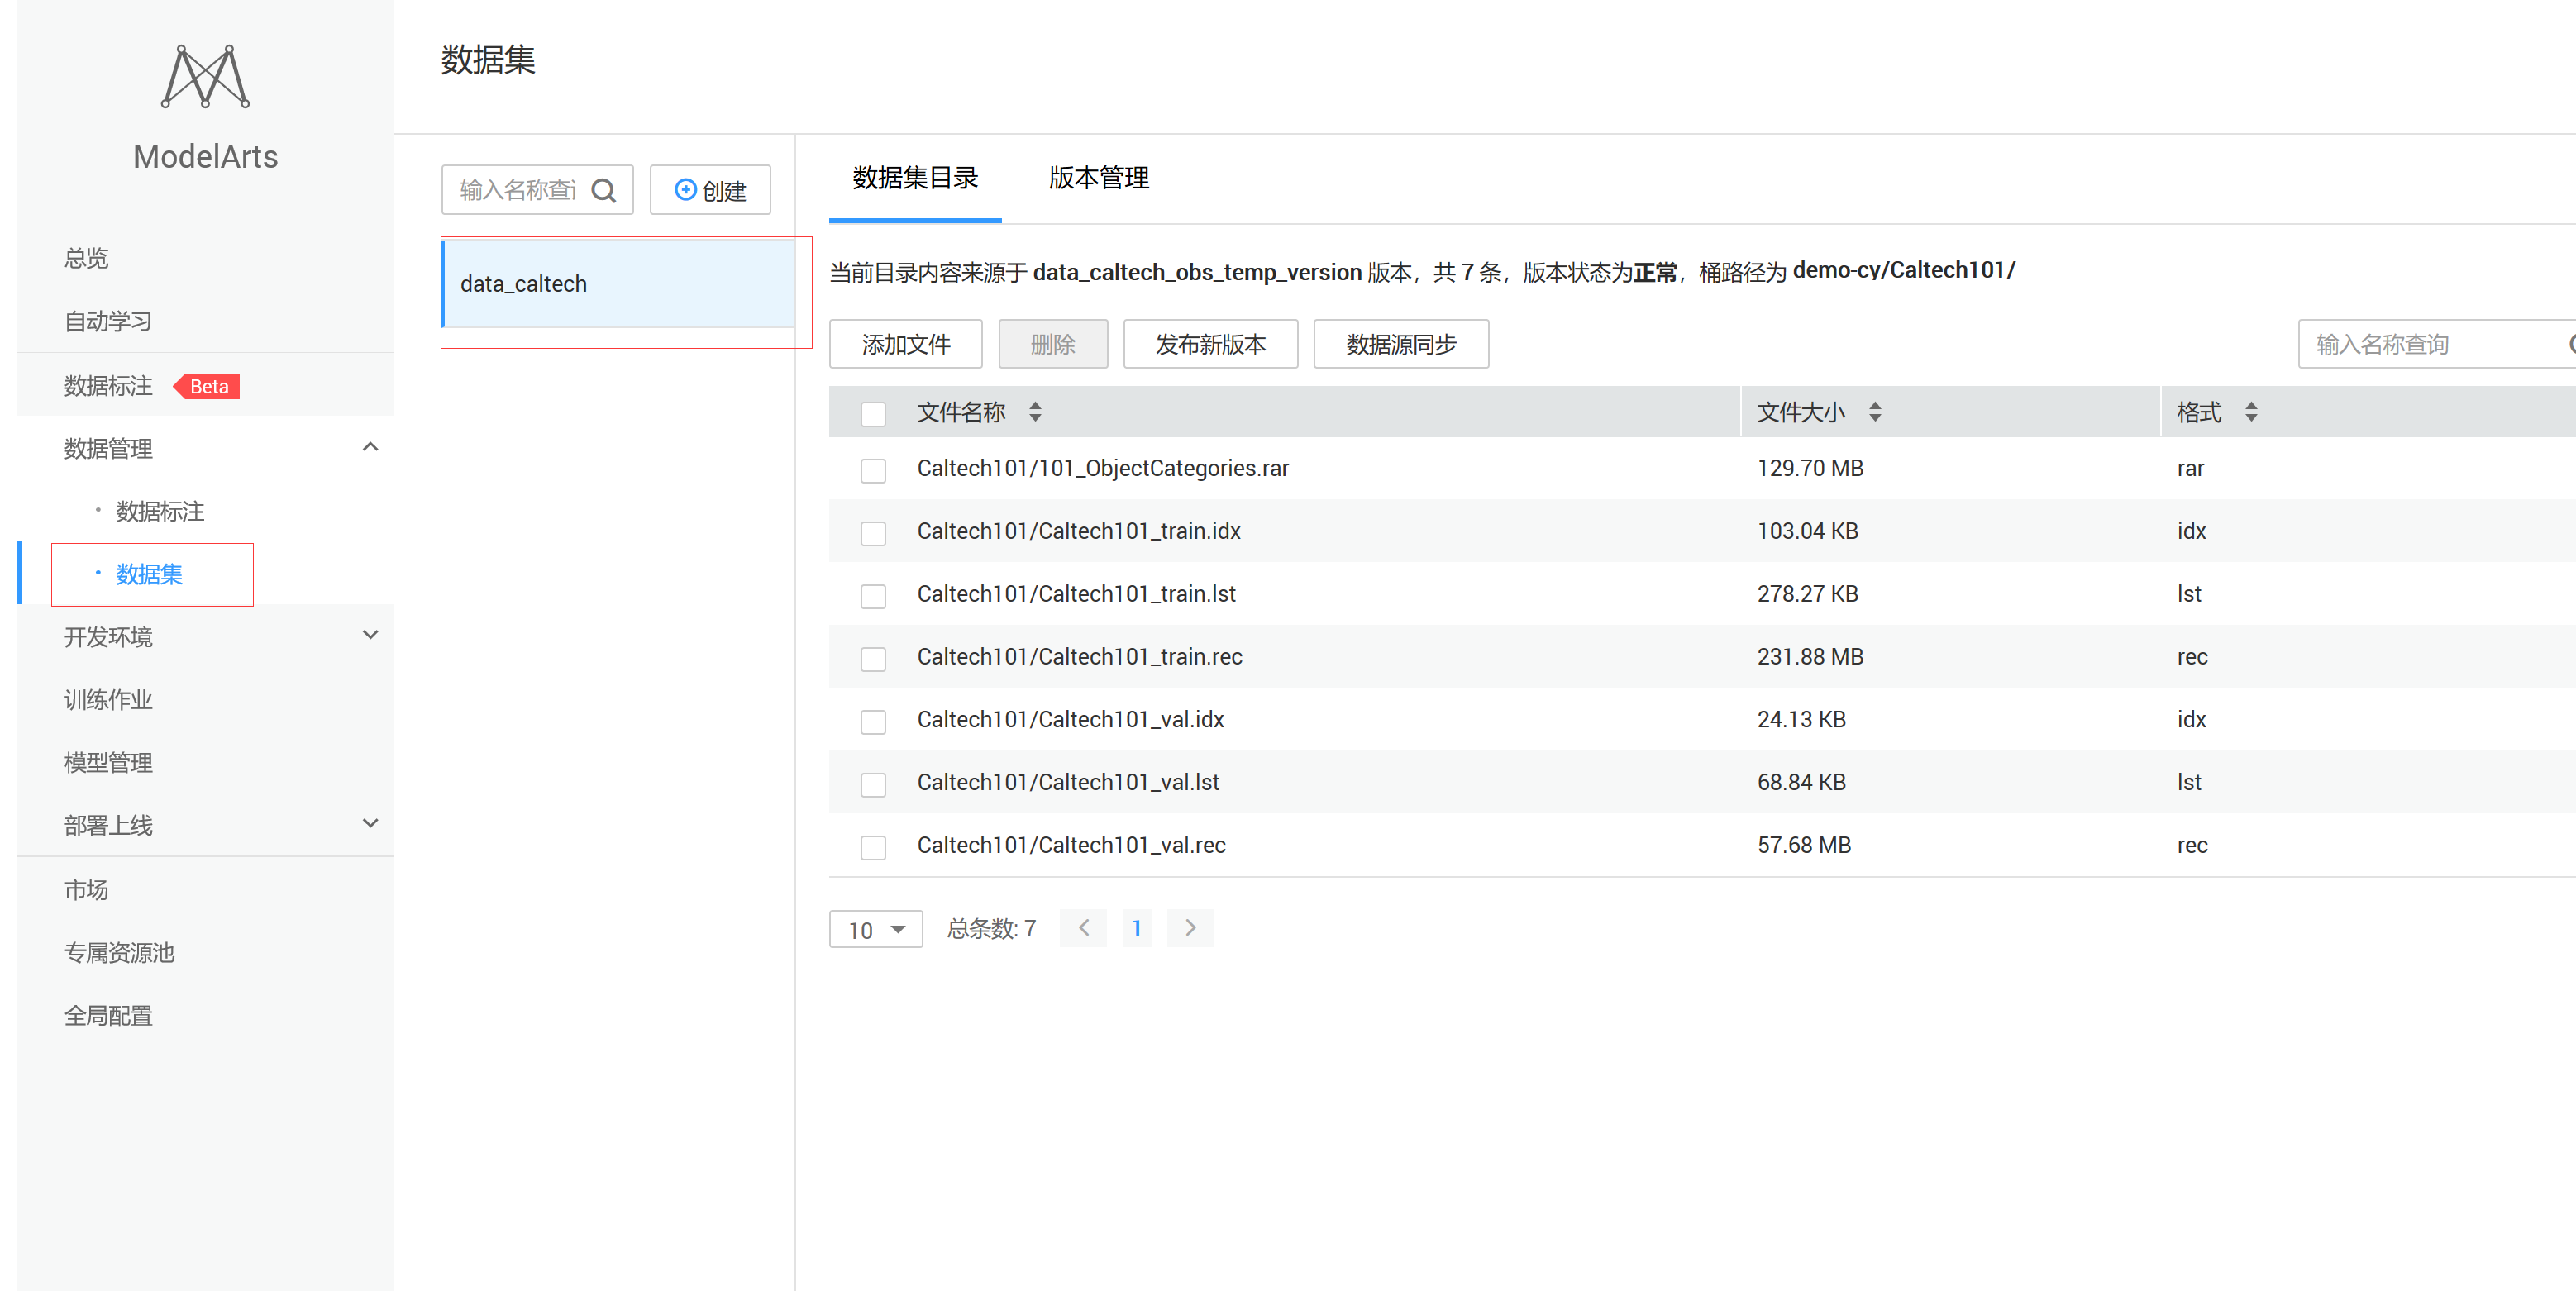 ModelArts
总览
自动学习
数据标注 Beta
数据管理
数据标注
数据集
开发环境
训练作业
模型管理
部署上线
市场
专属资源池
全局配置
数据集
输入名称查
创建
data_caltech
数据集目录 版本管理
当前目录内容来源于 data_caltech_obs_temp_version 版本，共 7 条，版本状态为正常，桶路径为 demo-cy/Caltech101/
添加文件 删除 发布新版本 数据源同步 输入名称查询
文件名称 文件大小 格式
Caltech101/101_ObjectCategories.rar 129.70 MB rar
Caltech101/Caltech101_train.idx 103.04 KB idx
Caltech101/Caltech101_train.lst 278.27 KB lst
Caltech101/Caltech101_train.rec 231.88 MB rec
Caltech101/Caltech101_val.idx 24.13 KB idx
Caltech101/Caltech101_val.lst 68.84 KB lst
Caltech101/Caltech101_val.rec 57.68 MB rec
10 总条数: 7 1